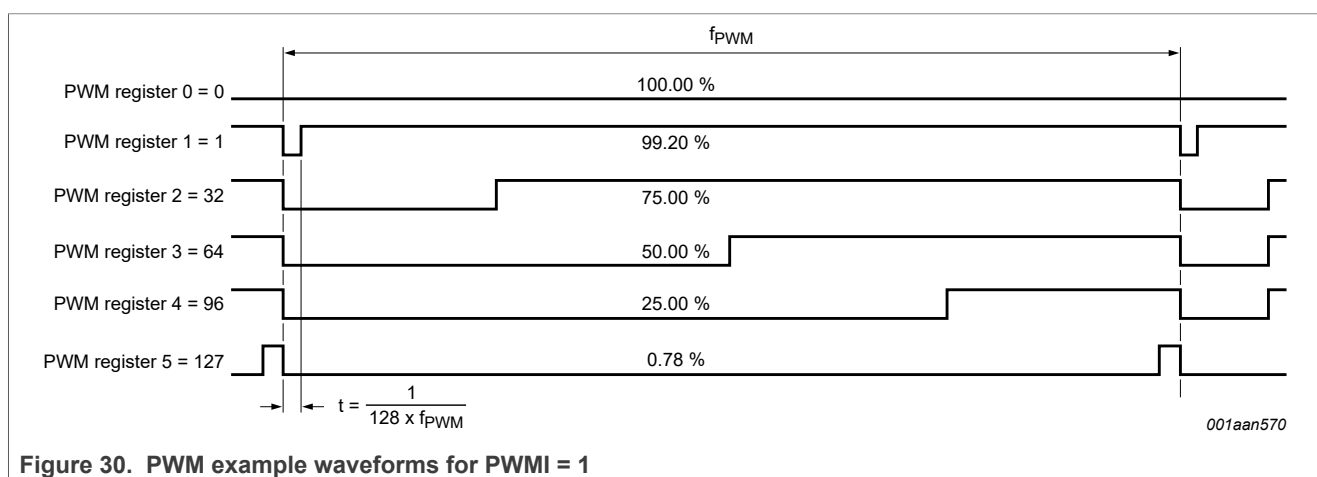 fPWM
PWM register 0 = 0
100.00 %
PWM register 1 = 1
99.20 %
PWM register 2 = 32
75.00 %
PWM register 3 = 64
50.00 %
PWM register 4 = 96
25.00 %
PWM register 5 = 127
0.78 %
t = 1
128 x fPWM
001aan570
Figure 30. PWM example waveforms for PWMI = 1